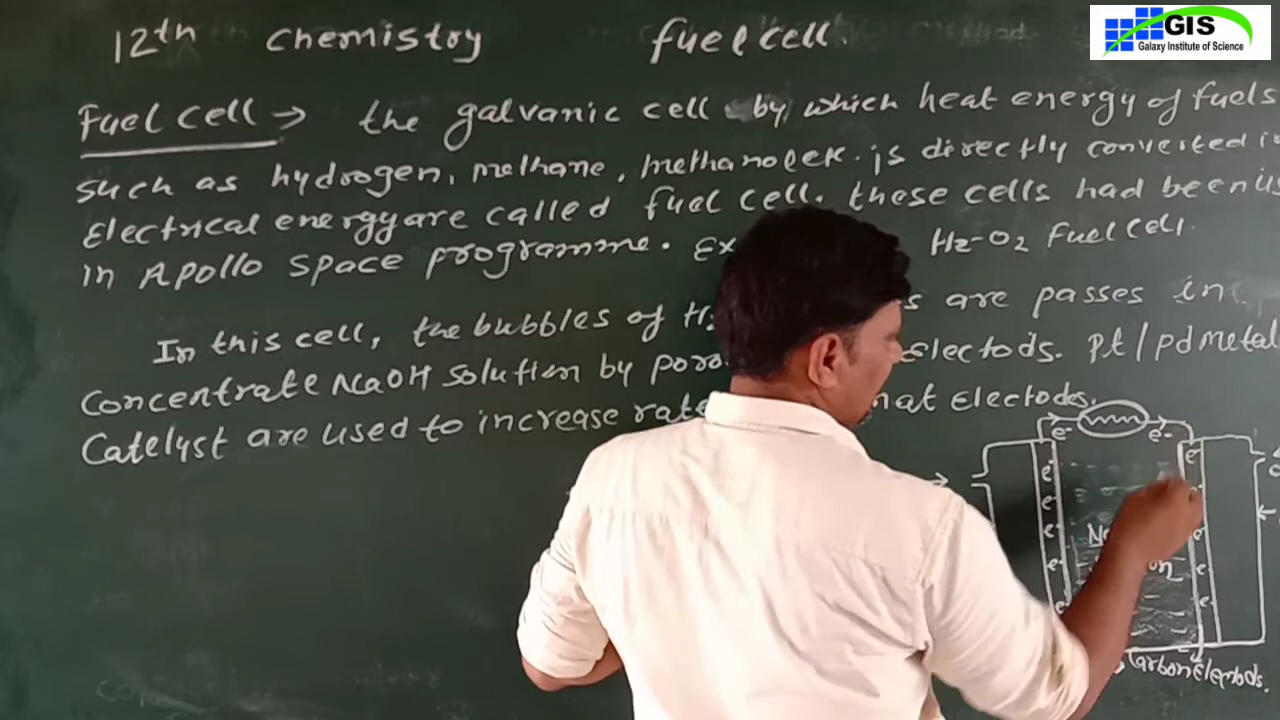 12th Chemistry fuel cell.
GIS
Galaxy Institute of Science
Fuel cell → the galvanic cell by which heat energy of fuels
such as hydrogen, methane, methanol etc. is directly converted
Electrical energy are called fuel cell. these cells had been
in Apollo space programme. H2-O2 Fuel cell.
In this cell, the bubbles of are passes in
Concentrate NaOH solution by Electods. Pt/Pd metal
Catelyst are used to increase rate Electods.
e- e-
e- e-
e-
e- e-
e- e-
e- e-
Carbon Electods.